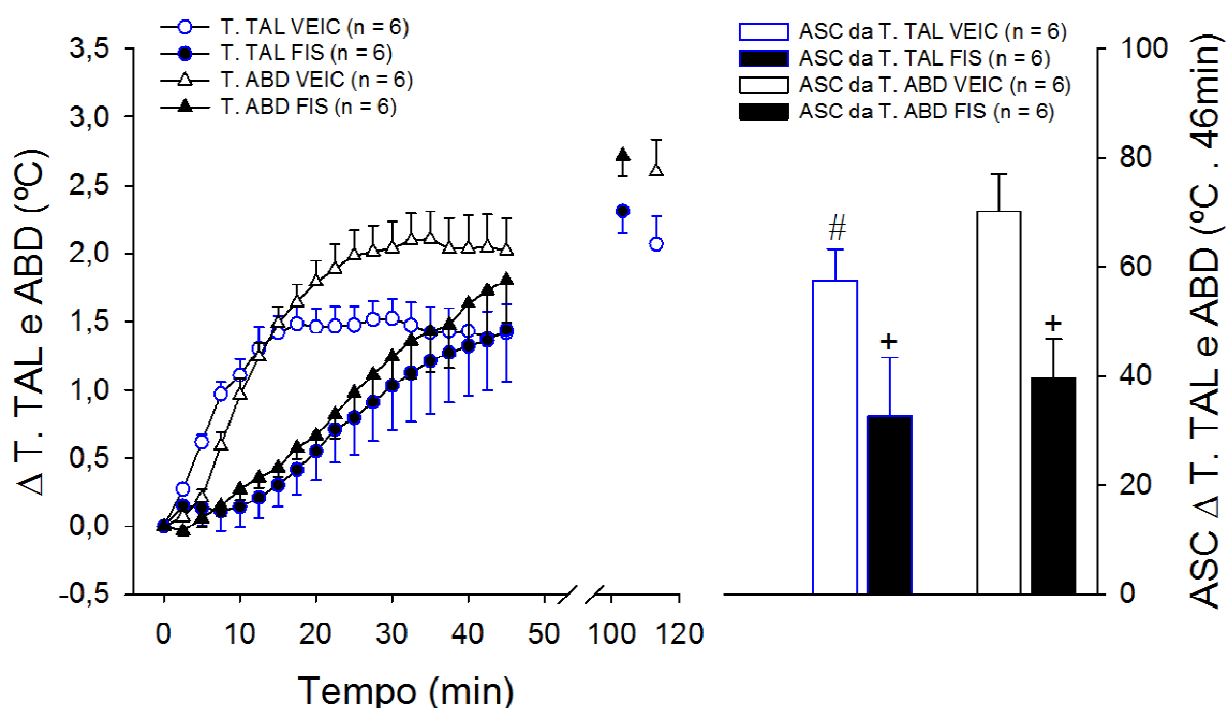 T. TAL VEIC (n = 6)
T. TAL FIS (n = 6)
T. ABD VEIC (n = 6)
T. ABD FIS (n = 6)
ASC da T. TAL VEIC (n = 6)
ASC da T. TAL FIS (n = 6)
ASC da T. ABD VEIC (n = 6)
ASC da T. ABD FIS (n = 6)
Δ T. TAL e ABD (ºC)
3,5
3,0
2,5
2,0
1,5
1,0
0,5
0,0
-0,5
0 10 20 30 40 50 100 120
Tempo (min)
#
+
+
100
80
60
40
20
0
ASC Δ T. TAL e ABD (ºC . 46min)